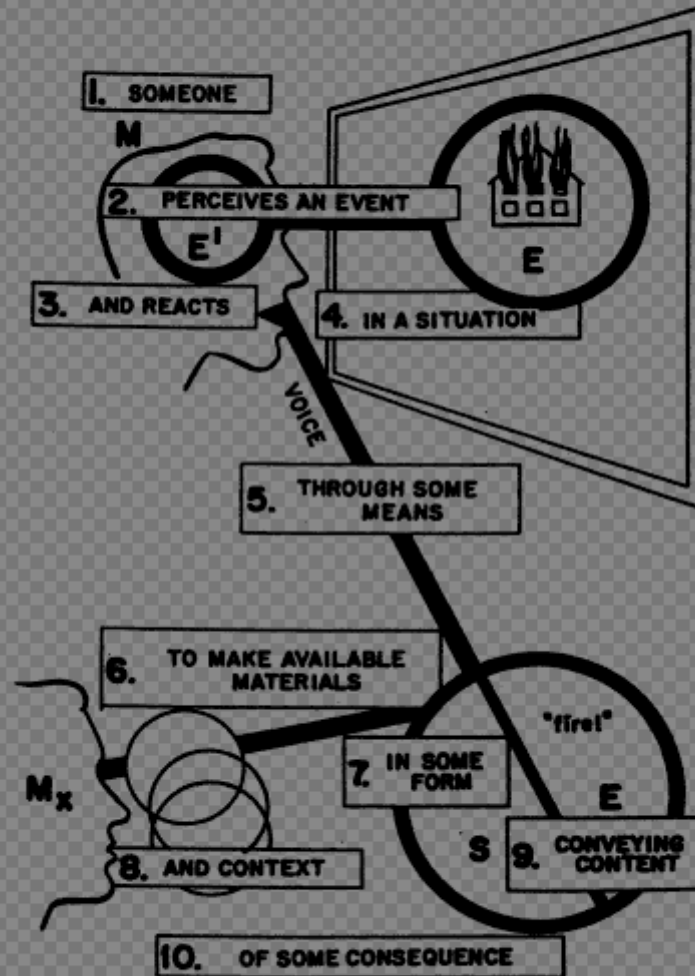 1. SOMEONE
M
2. PERCEIVES AN EVENT
E'
E
3. AND REACTS
4. IN A SITUATION
VOICE
5. THROUGH SOME
MEANS
6. TO MAKE AVAILABLE
MATERIALS
"fire!"
7. IN SOME
FORM
Mx
E
S
9. CONVEYING
CONTENT
8. AND CONTEXT
10. OF SOME CONSEQUENCE